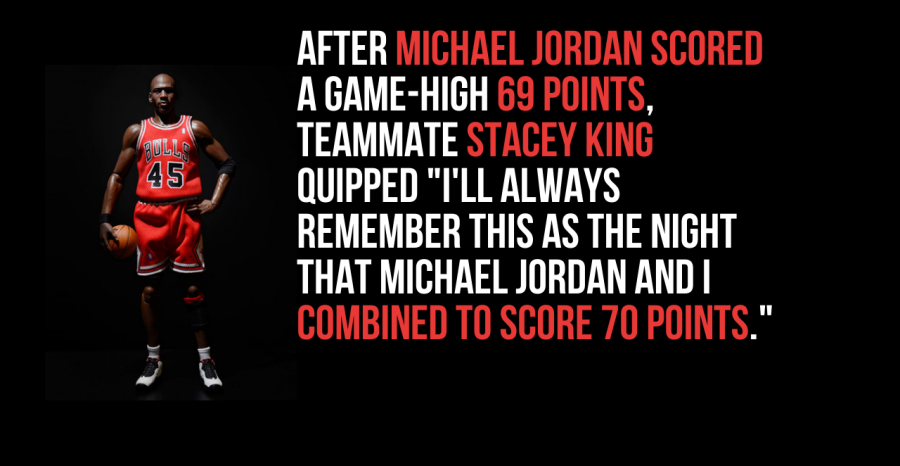 AFTER MICHAEL JORDAN SCORED
A GAME-HIGH 69 POINTS,
TEAMMATE STACEY KING
QUIPPED "I'LL ALWAYS
REMEMBER THIS AS THE NIGHT
THAT MICHAEL JORDAN AND I
COMBINED TO SCORE 70 POINTS."
BULLS
45